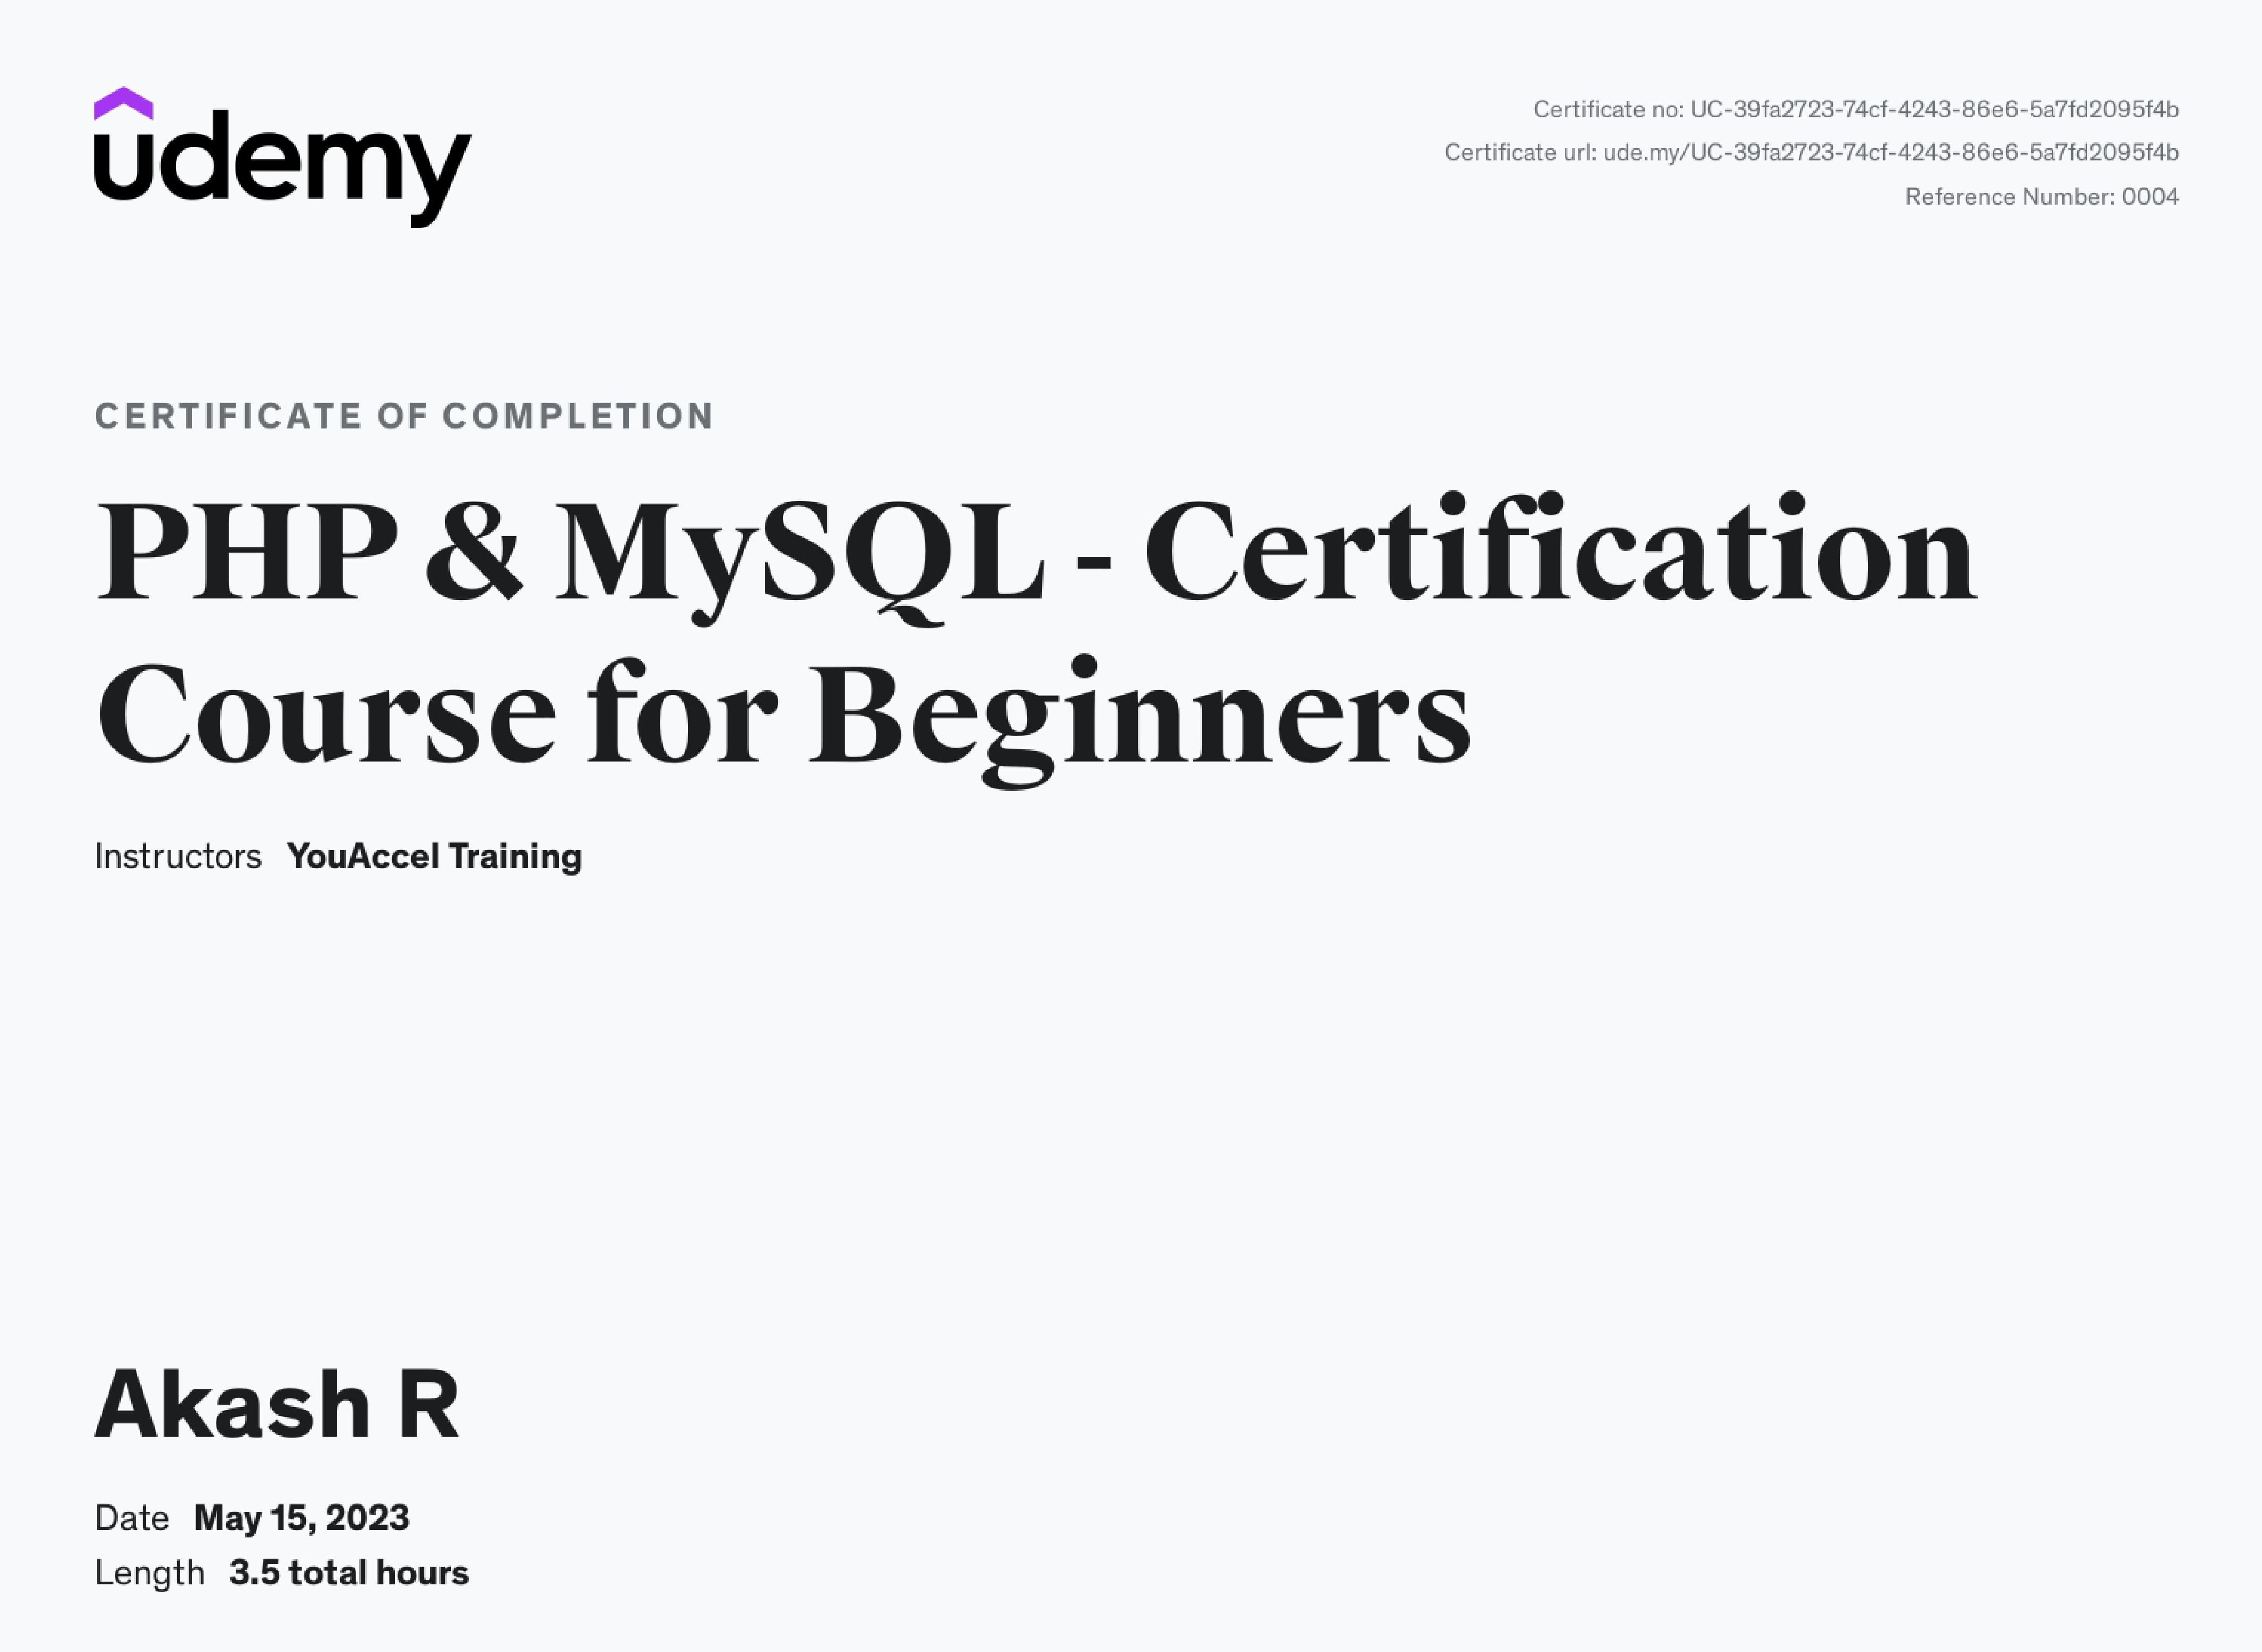 udemy
Certificate no: UC-39fa2723-74cf-4243-86e6-5a7fd2095f4b
Certificate url: ude.my/UC-39fa2723-74cf-4243-86e6-5a7fd2095f4b
Reference Number: 0004
CERTIFICATE OF COMPLETION
PHP & MySQL - Certification
Course for Beginners
Instructors YouAccel Training
Akash R
Date May 15, 2023
Length 3.5 total hours